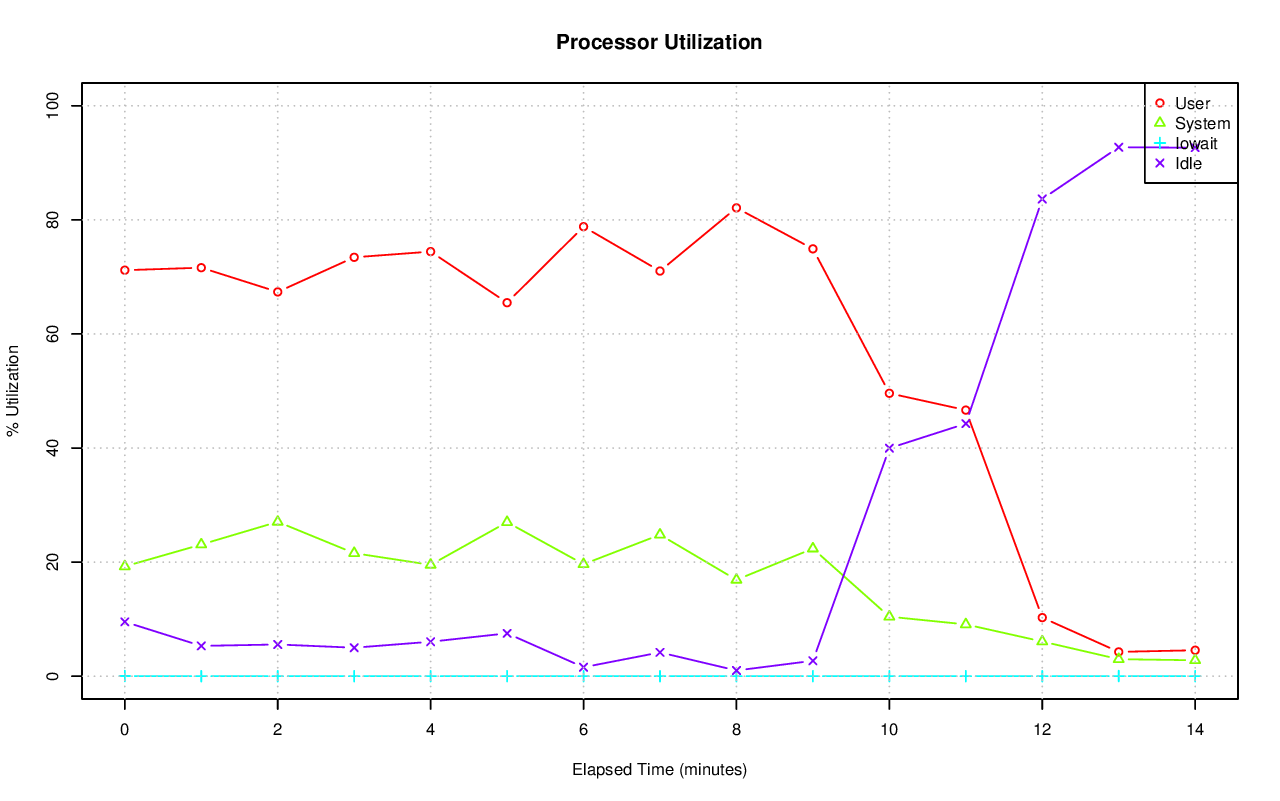 Processor Utilization
% Utilization
100
80
60
40
20
0
User
System
Iowait
Idle
0 2 4 6 8 10 12 14
Elapsed Time (minutes)